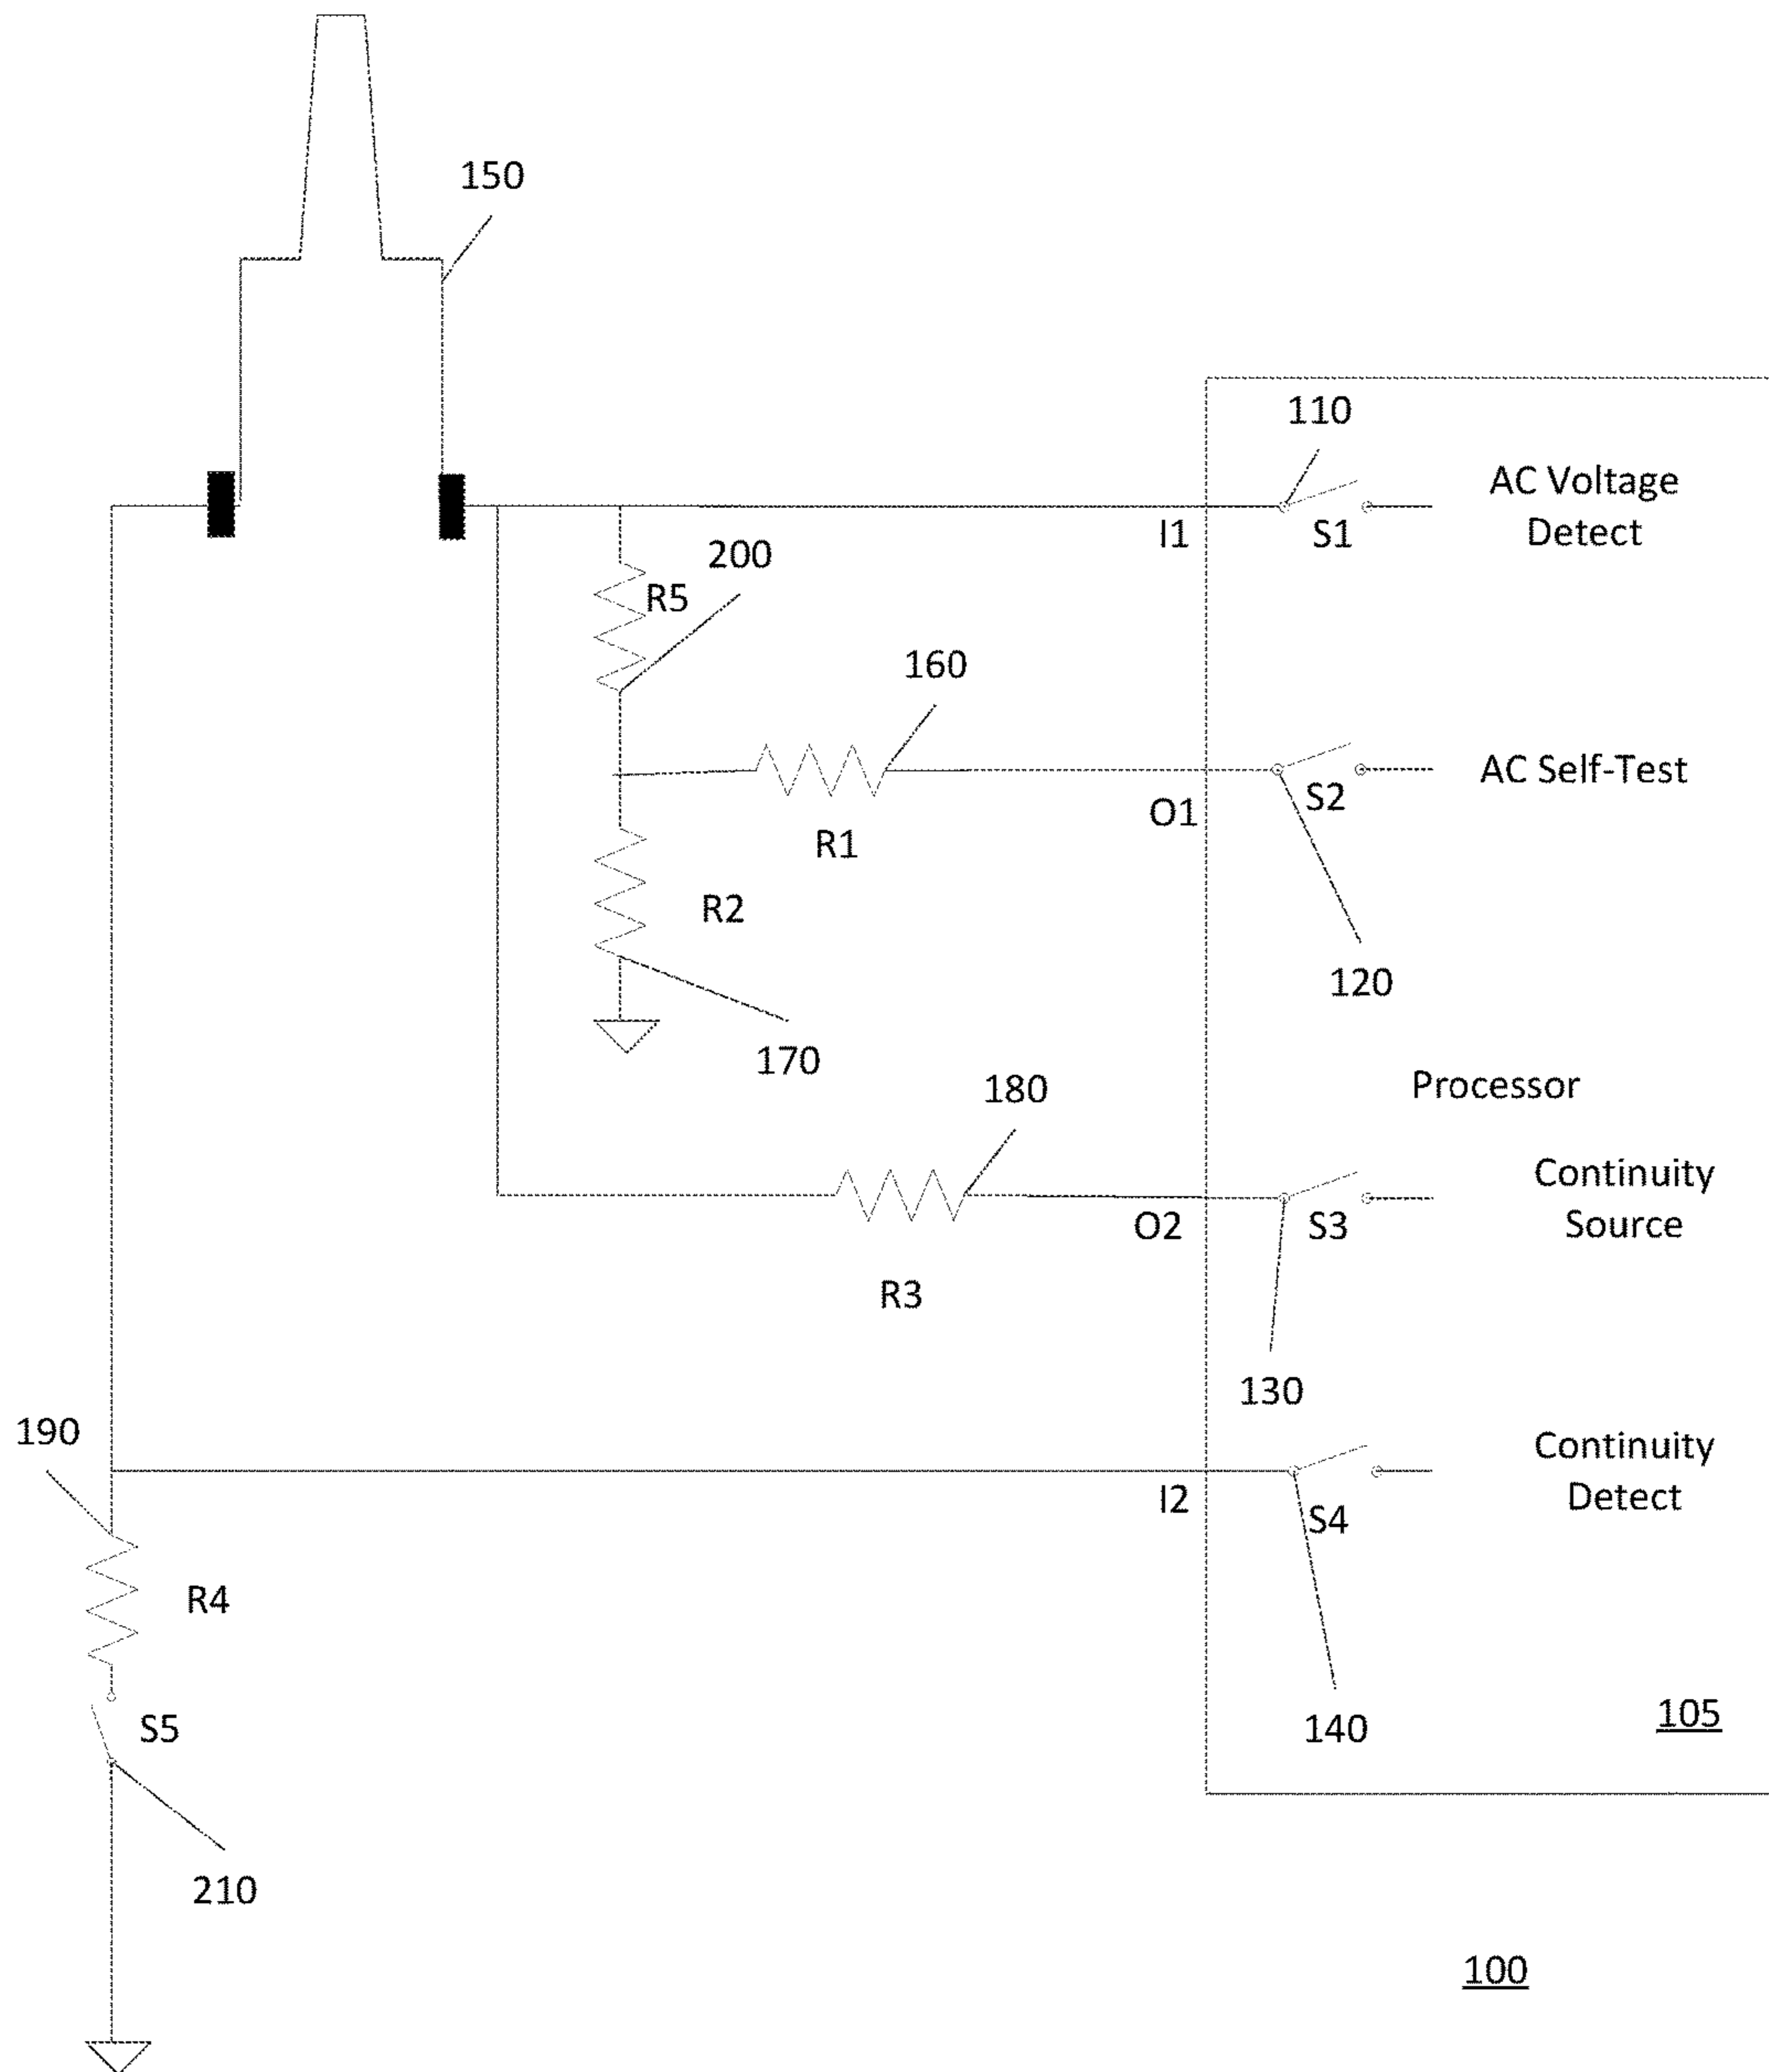 150
110
AC Voltage
Detect
I1
S1
200
R5
160
AC Self-Test
S2
O1
R1
R2
120
170
180
Processor
Continuity
Source
O2
S3
R3
130
190
Continuity
Detect
I2
S4
R4
S5
140
105
210
100